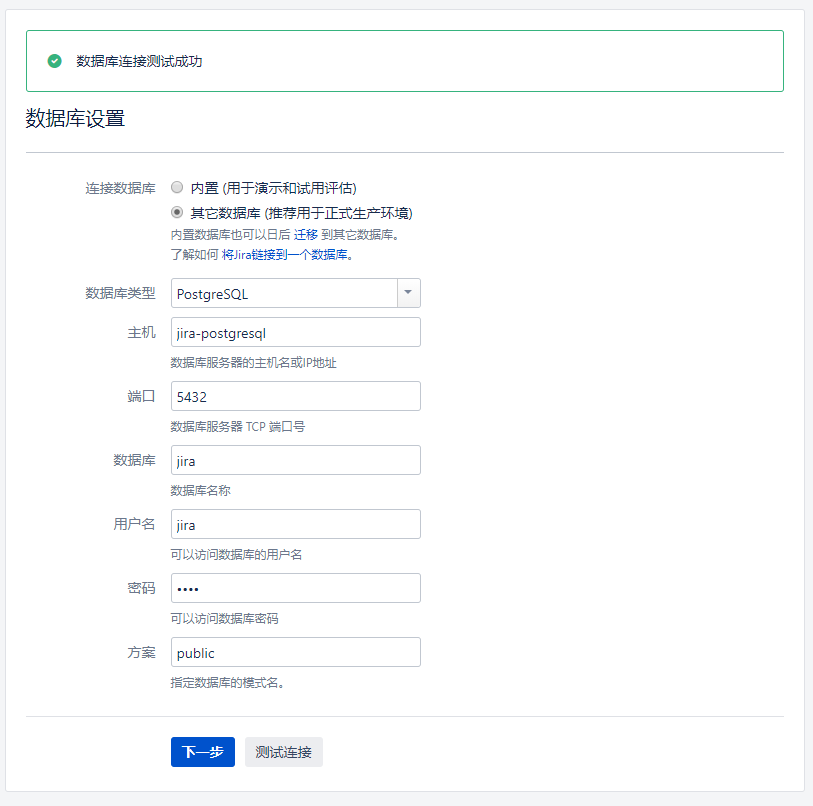 数据库连接测试成功
数据库设置
连接数据库
内置 (用于演示和试用评估)
其它数据库 (推荐用于正式生产环境)
内置数据库也可以日后 迁移 到其它数据库。
了解如何 将Jira链接到一个数据库。
数据库类型 PostgreSQL
主机 jira-postgresql
数据库服务器的主机名或IP地址
端口 5432
数据库服务器 TCP 端口号
数据库 jira
数据库名称
用户名 jira
可以访问数据库的用户名
密码 ••••
可以访问数据库密码
方案 public
指定数据库的模式名。
下一步 测试连接